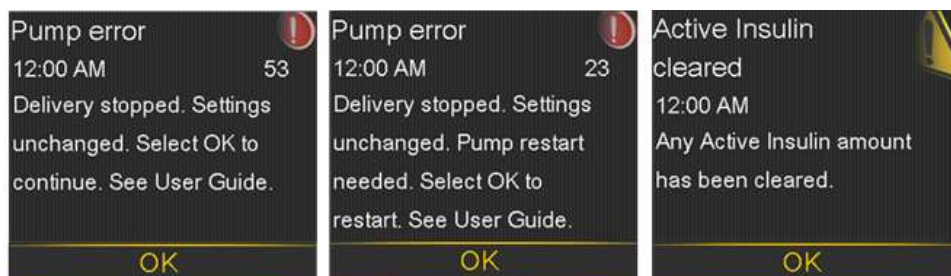 Pump error
12:00 AM 53
Delivery stopped. Settings
unchanged. Select OK to
continue. See User Guide.
OK
Pump error
12:00 AM 23
Delivery stopped. Settings
unchanged. Pump restart
needed. Select OK to
restart. See User Guide.
OK
Active Insulin
cleared
12:00 AM
Any Active Insulin amount
has been cleared.
OK